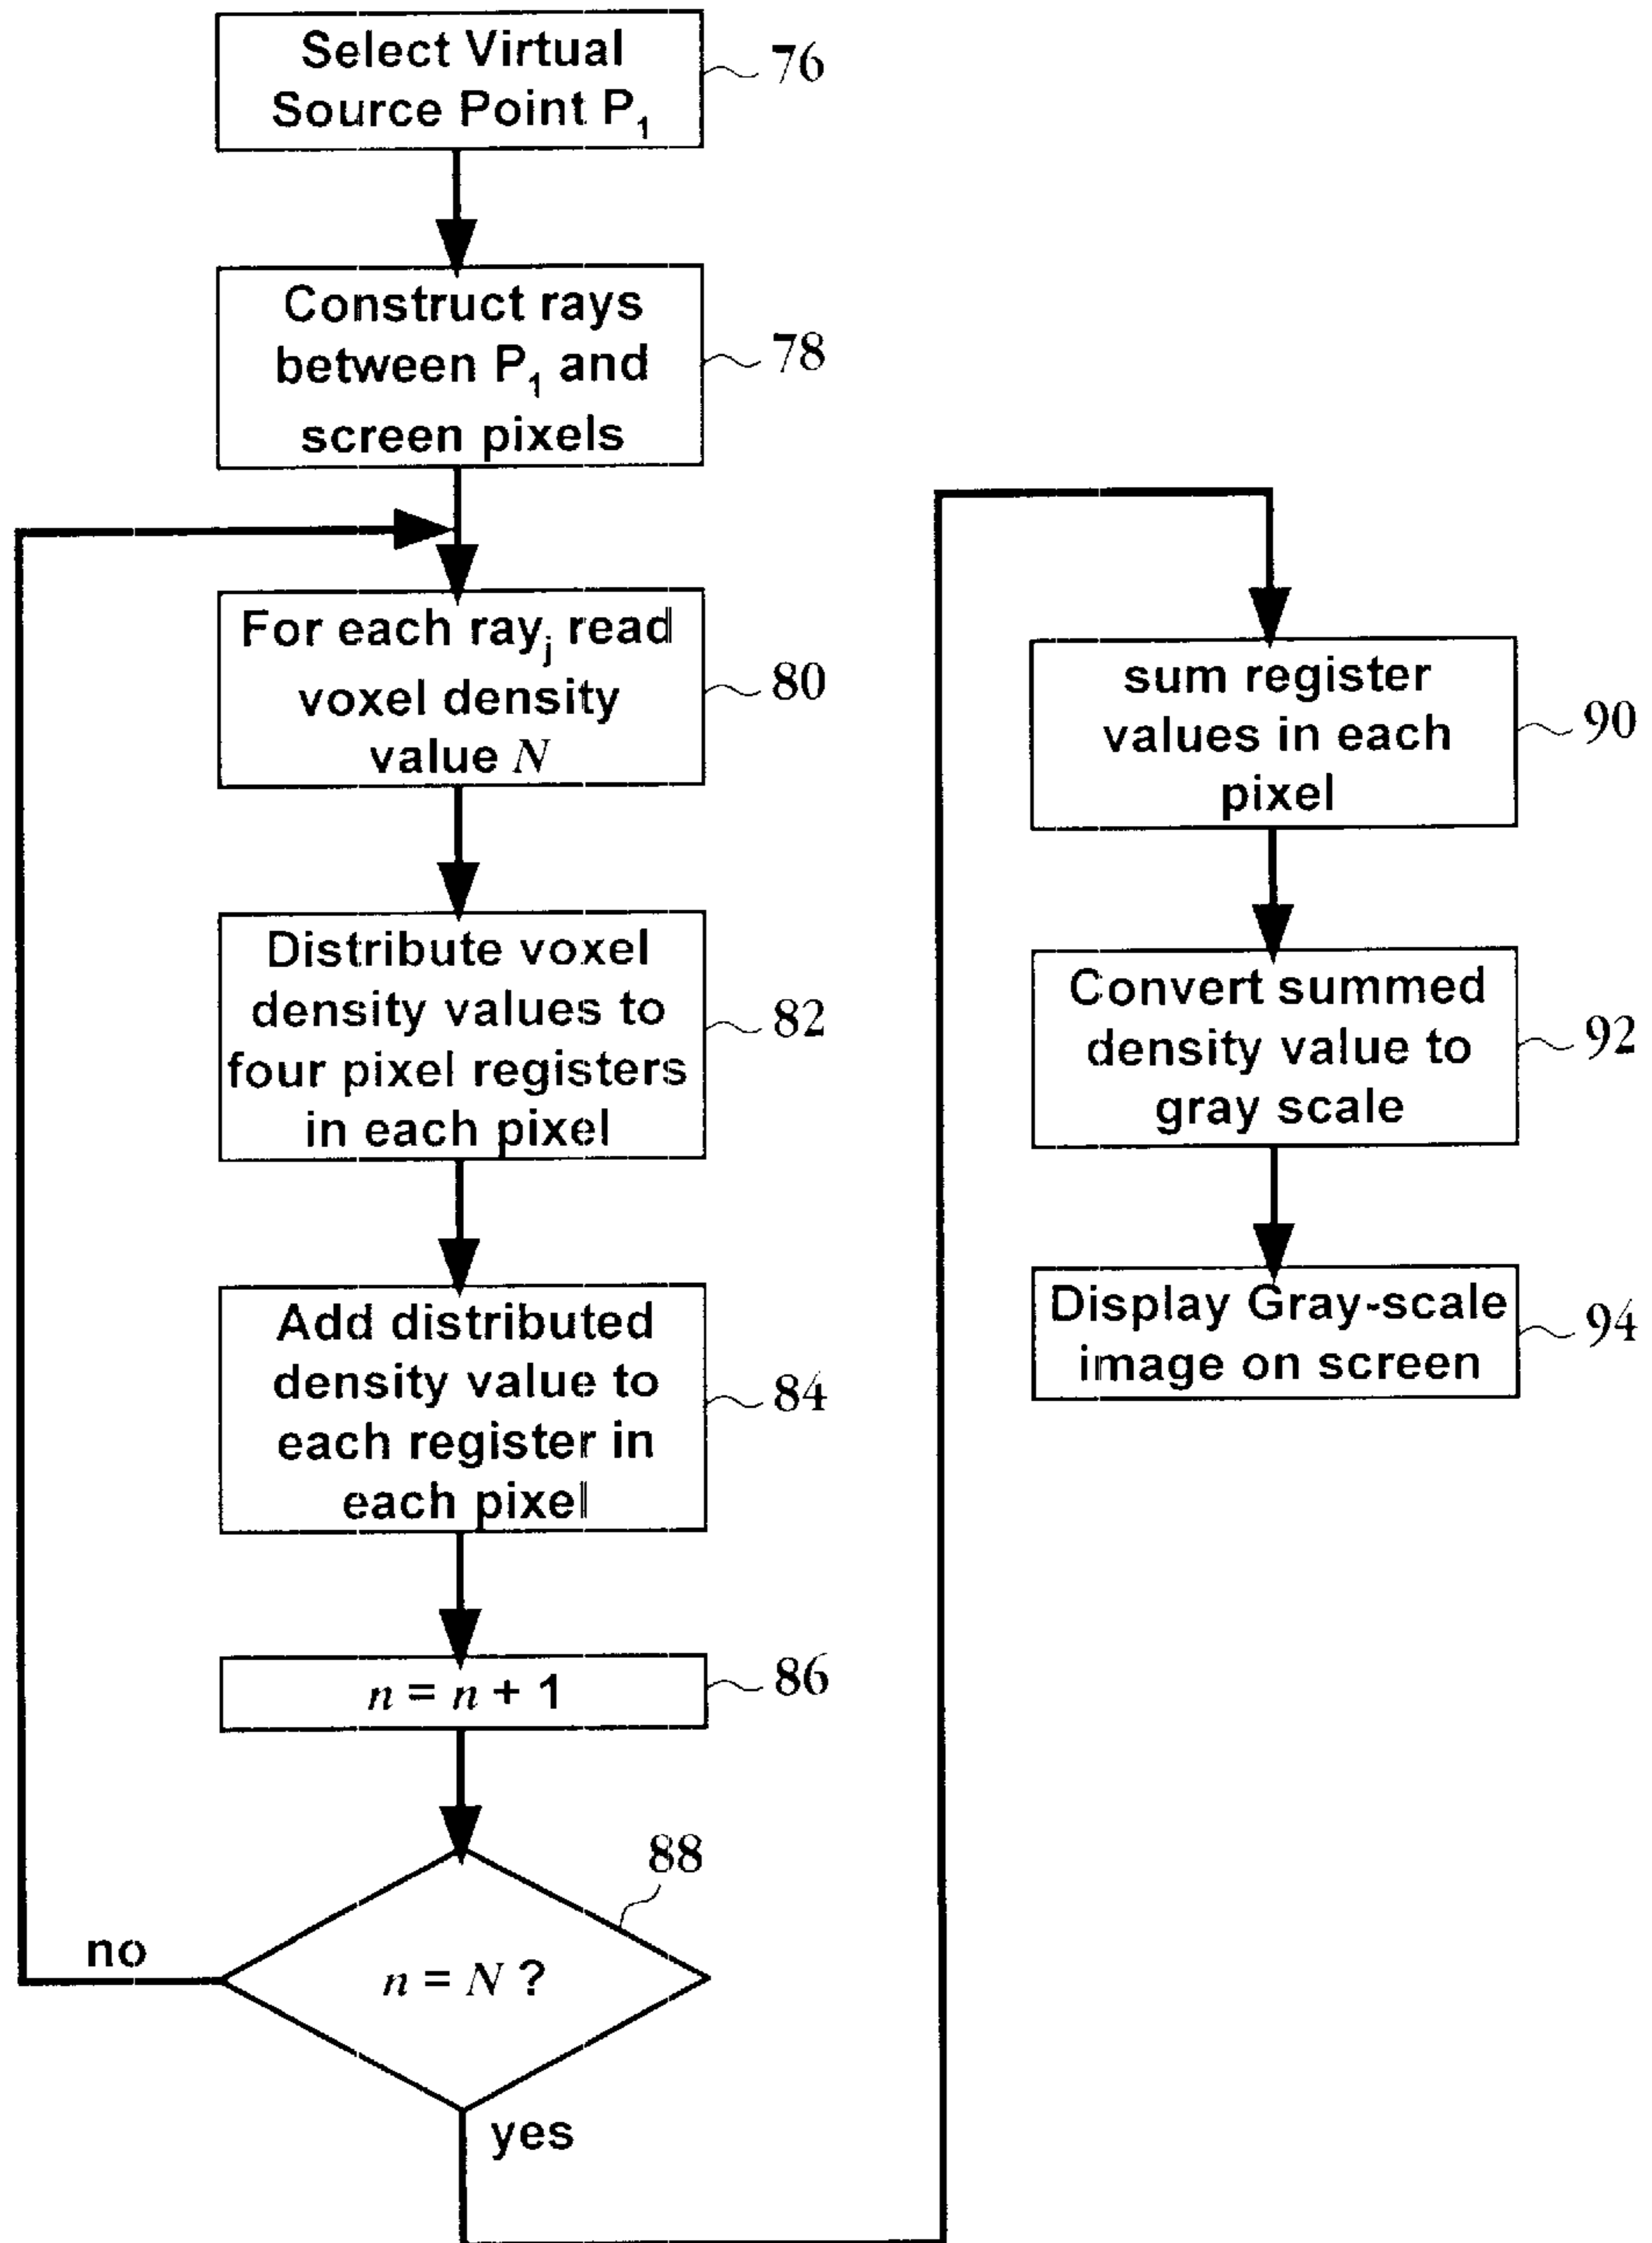 Select Virtual
Source Point P1
76
Construct rays
between P1 and
screen pixels
78
For each rayj read
voxel density
value N
80
Distribute voxel
density values to
four pixel registers
in each pixel
82
Add distributed
density value to
each register in
each pixel
84
n = n + 1
86
n = N ?
88
no
yes
sum register
values in each
pixel
90
Convert summed
density value to
gray scale
92
Display Gray-scale
image on screen
94